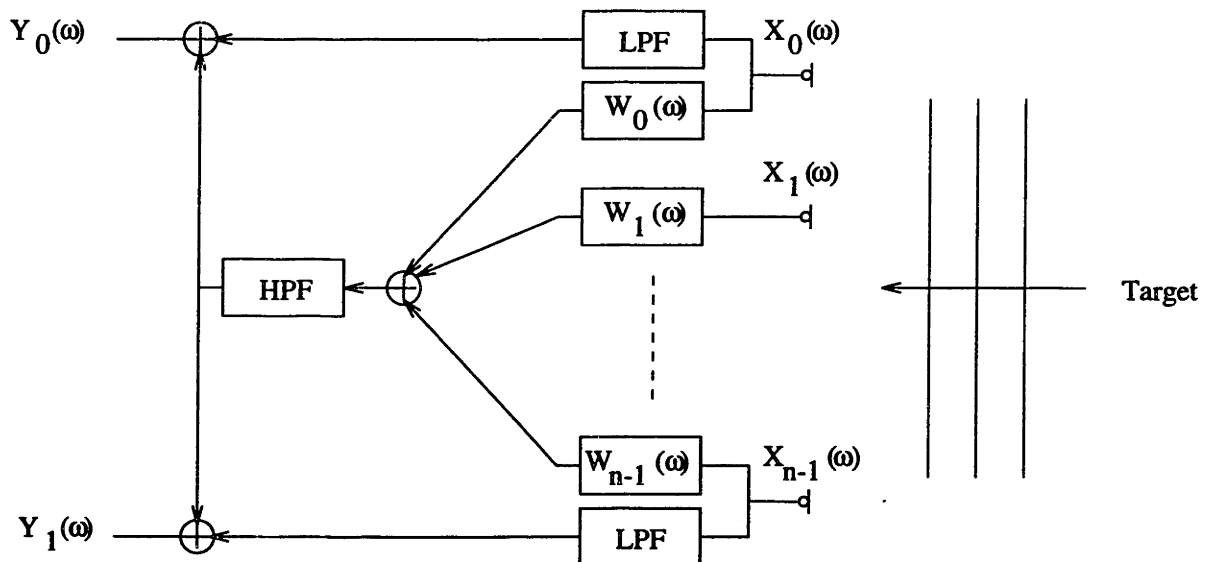 Y0(ω)
LPF
X0(ω)
W0(ω)
X1(ω)
W1(ω)
HPF
Target
Wn-1(ω)
Xn-1(ω)
Y1(ω)
LPF